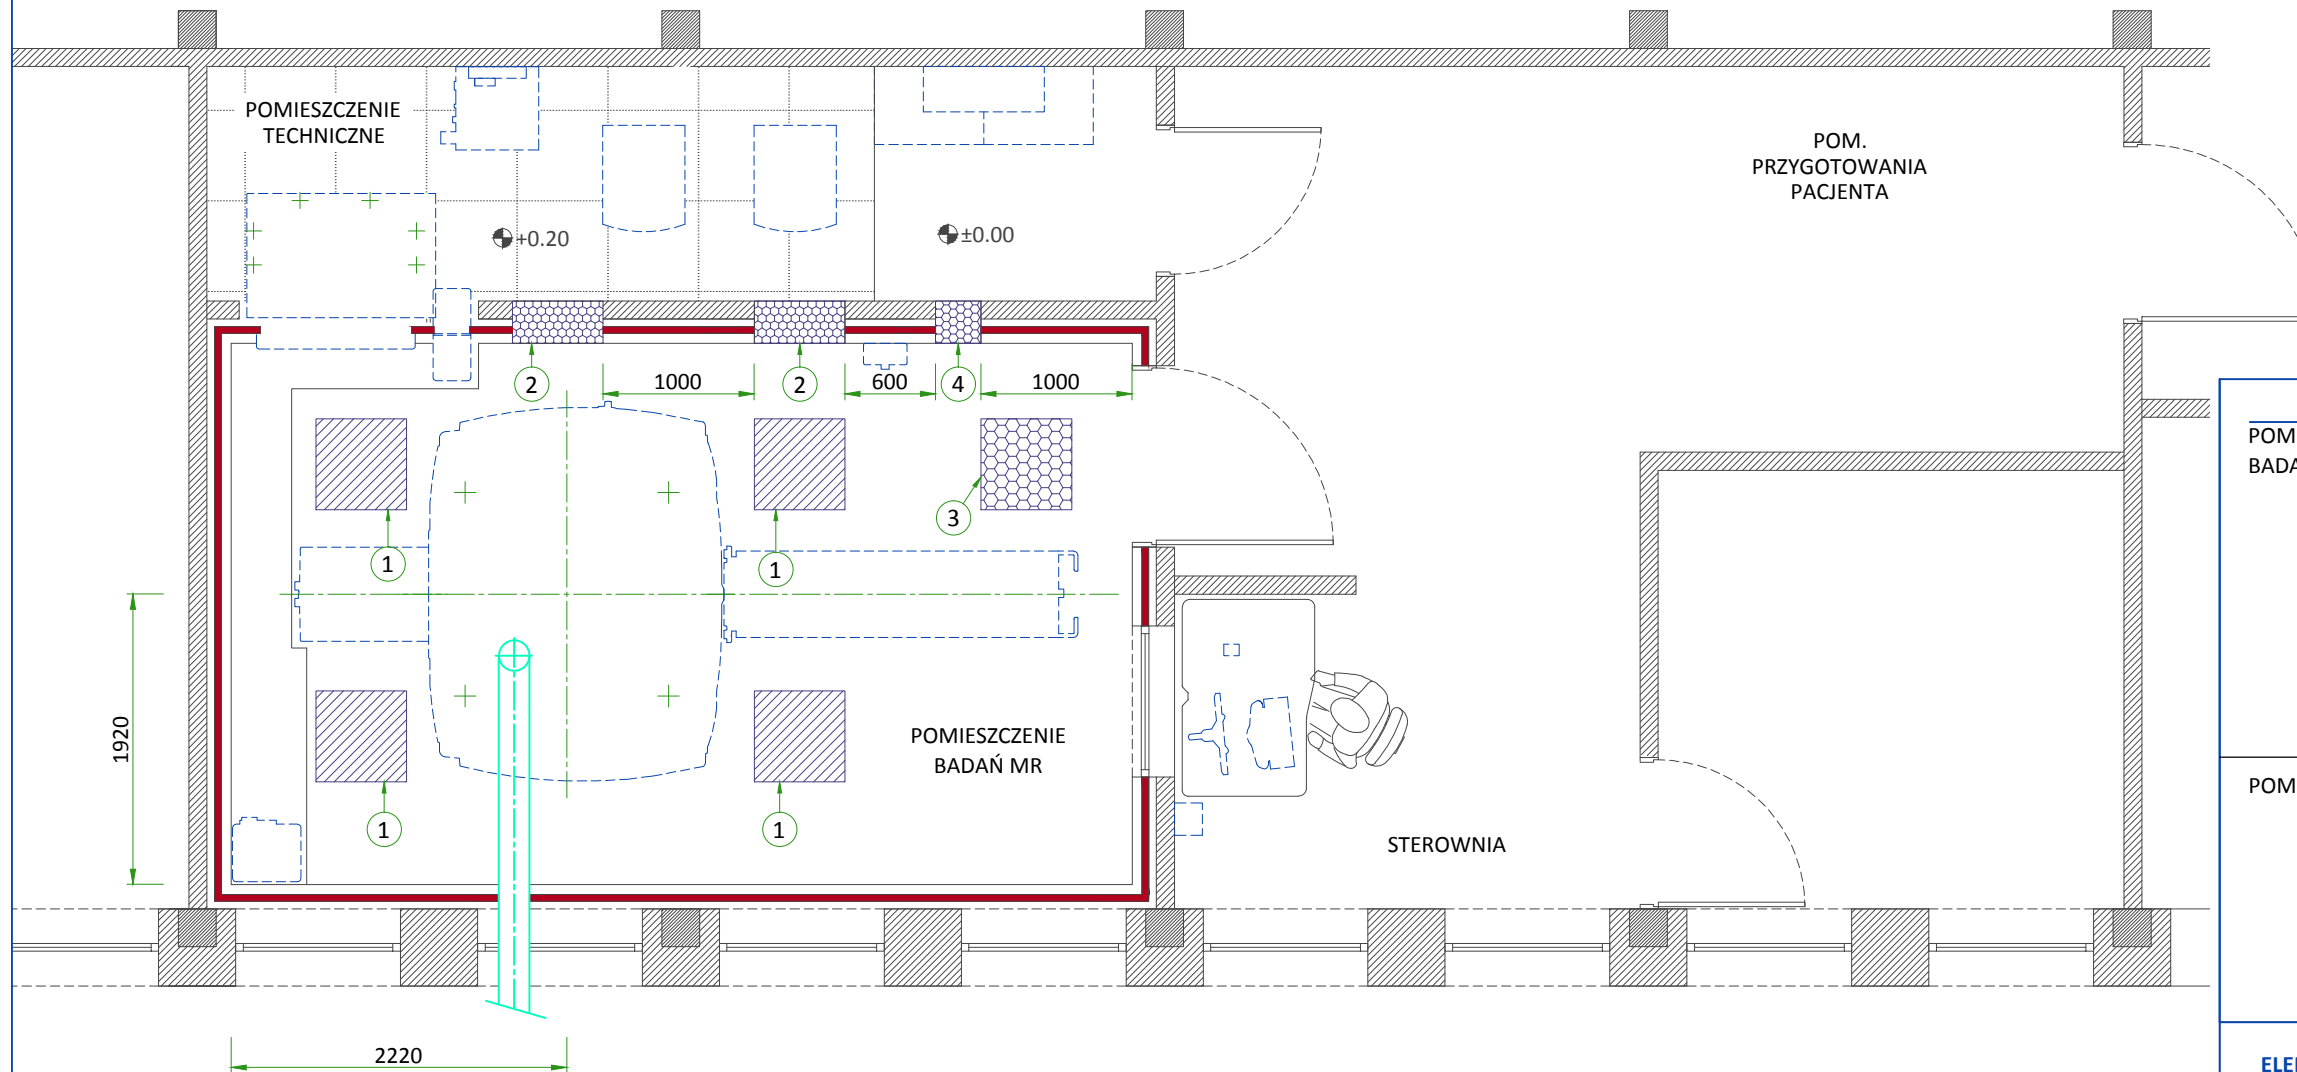 POMIESZCZENIE
TECHNICZNE
POM.
PRZYGOTOWANIA
PACJENTA
+0.20
±0.00
2
1000
2
600
4
1000
3
1
1
POM
BADA
1920
POMIESZCZENIE
BADAŃ MR
POM
1
1
STEROWNIA
2220
ELE